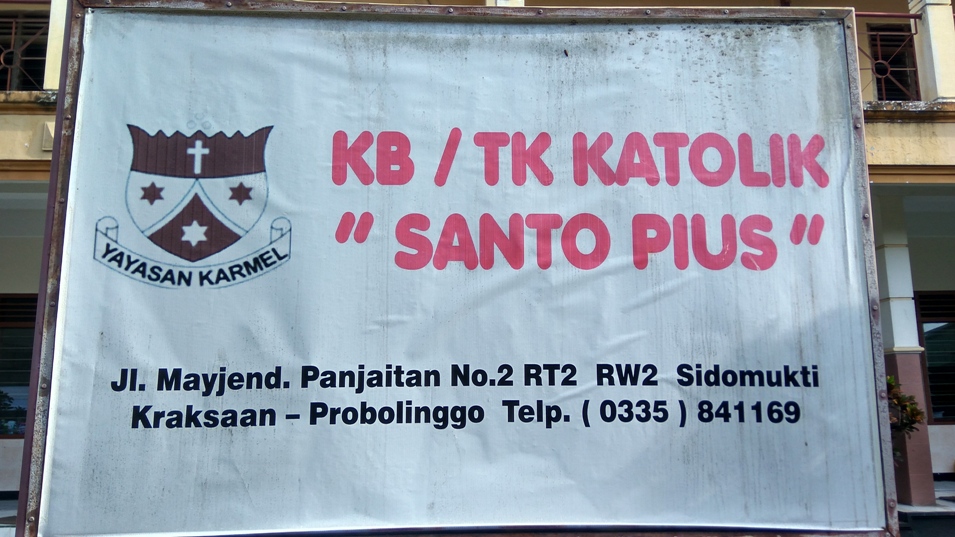 YAYASAN KARMEL
KB / TK KATOLIK
" SANTO PIUS "
Jl. Mayjend. Panjaitan No.2 RT2 RW2 Sidomukti
Kraksaan – Probolinggo Telp. ( 0335 ) 841169